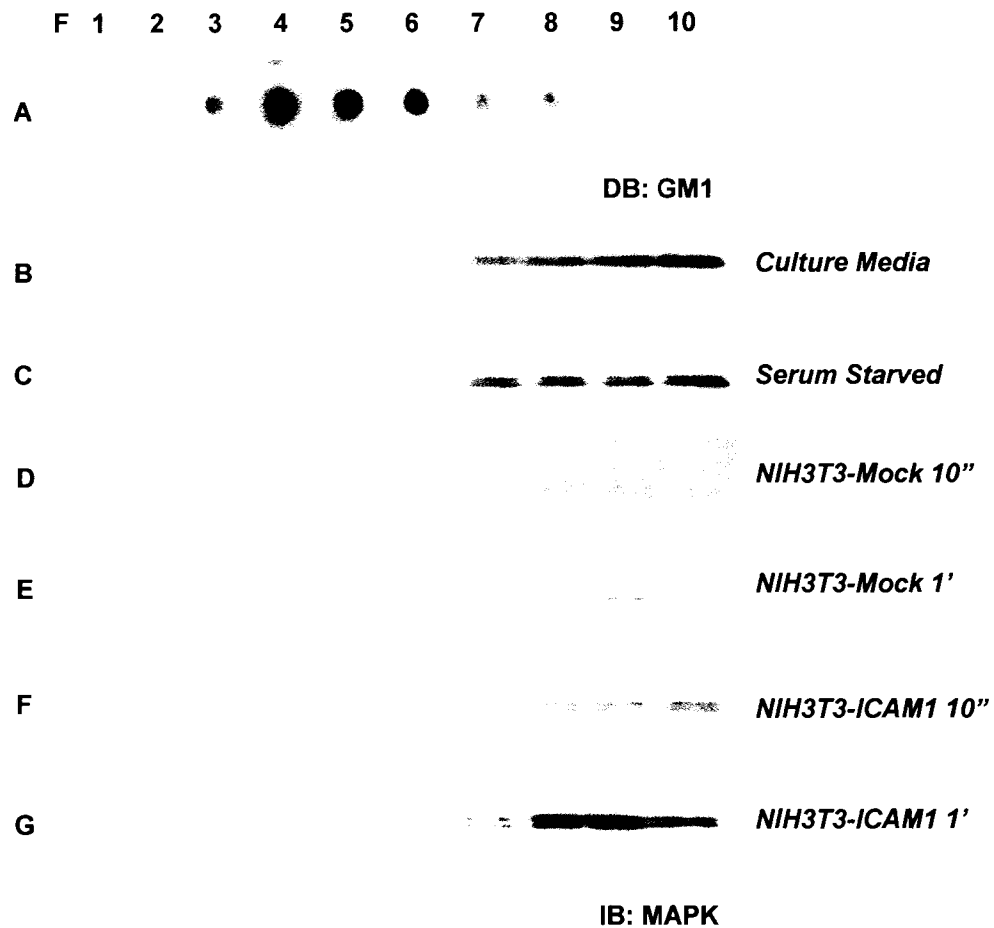 F 1 2 3 4 5 6 7 8 9 10
A
DB: GM1
B Culture Media
C Serum Starved
D NIH3T3-Mock 10”
E NIH3T3-Mock 1’
F NIH3T3-ICAM1 10”
G NIH3T3-ICAM1 1’
IB: MAPK